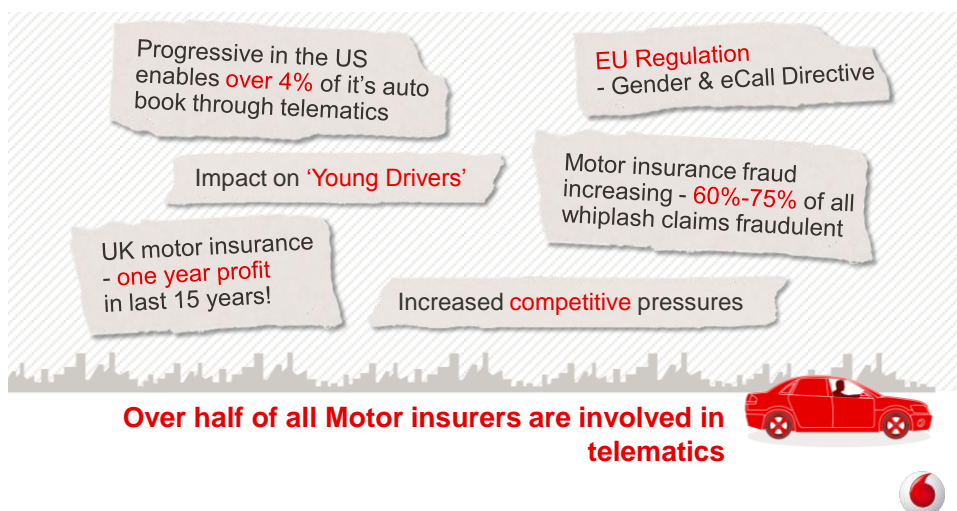 Progressive in the US
enables over 4% of it's auto
book through telematics
EU Regulation
- Gender & eCall Directive
Impact on 'Young Drivers'
Motor insurance fraud
increasing - 60%-75% of all
whiplash claims fraudulent
UK motor insurance
- one year profit
in last 15 years!
Increased competitive pressures
Over half of all Motor insurers are involved in
telematics